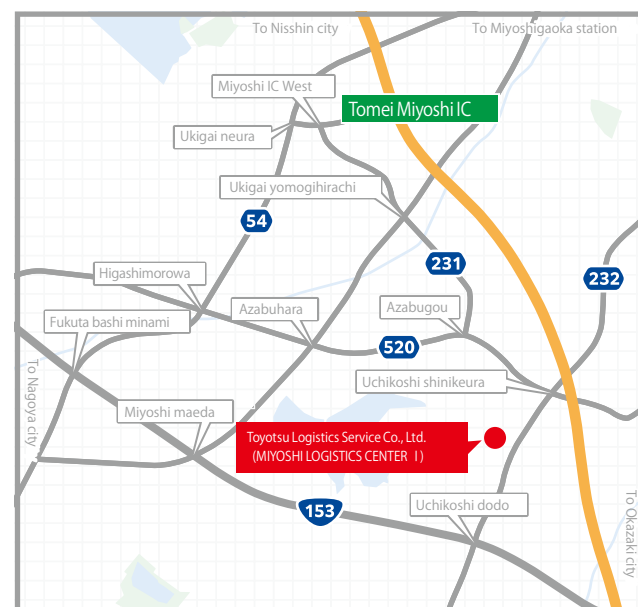 To Nisshin city
To Miyoshigaoka station
Miyoshi IC West
Tomei Miyoshi IC
Ukigai neura
Ukigai yomogihirachi
54
231
232
Higashimorowa
Azabuhara
Azabugou
Fukuta bashi minami
520
To Nagoya city
Uchikoshi shinikeura
Miyoshi maeda
Toyotsu Logistics Service Co., Ltd.
(MIYOSHI LOGISTICS CENTER Ⅰ)
Uchikoshi dodo
153
To Okazaki city